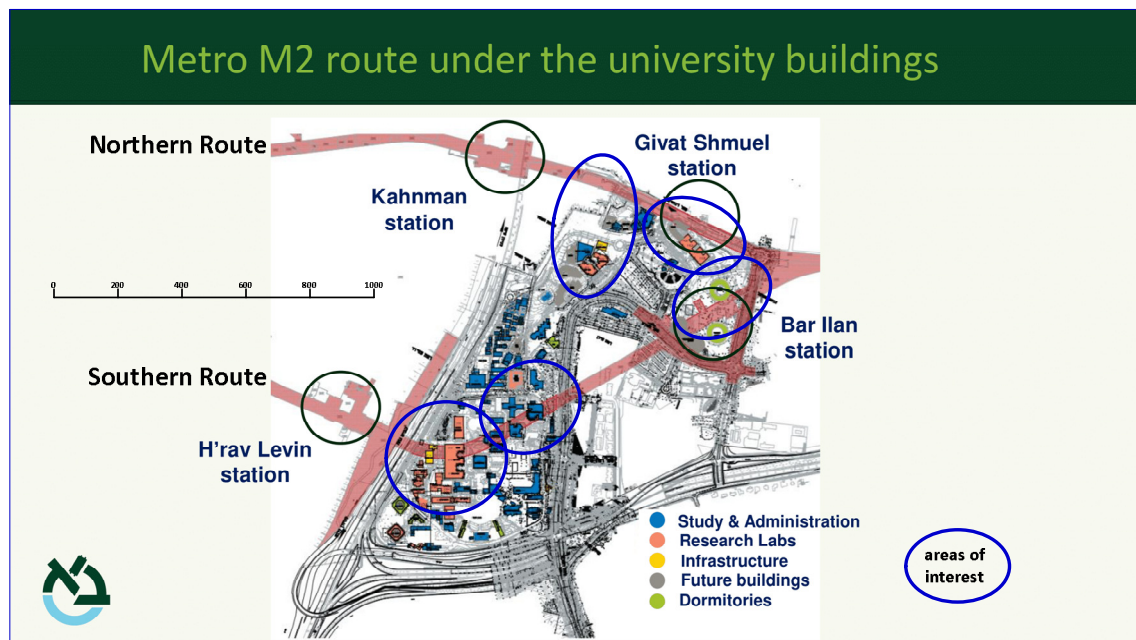 Metro M2 route under the university buildings
Northern Route
Givat Shmuel
station
Kahnman
station
0 200 400 600 800 1000
Bar Ilan
station
Southern Route
H'rav Levin
station
Study & Administration
Research Labs
Infrastructure
Future buildings
Dormitories
areas of
interest